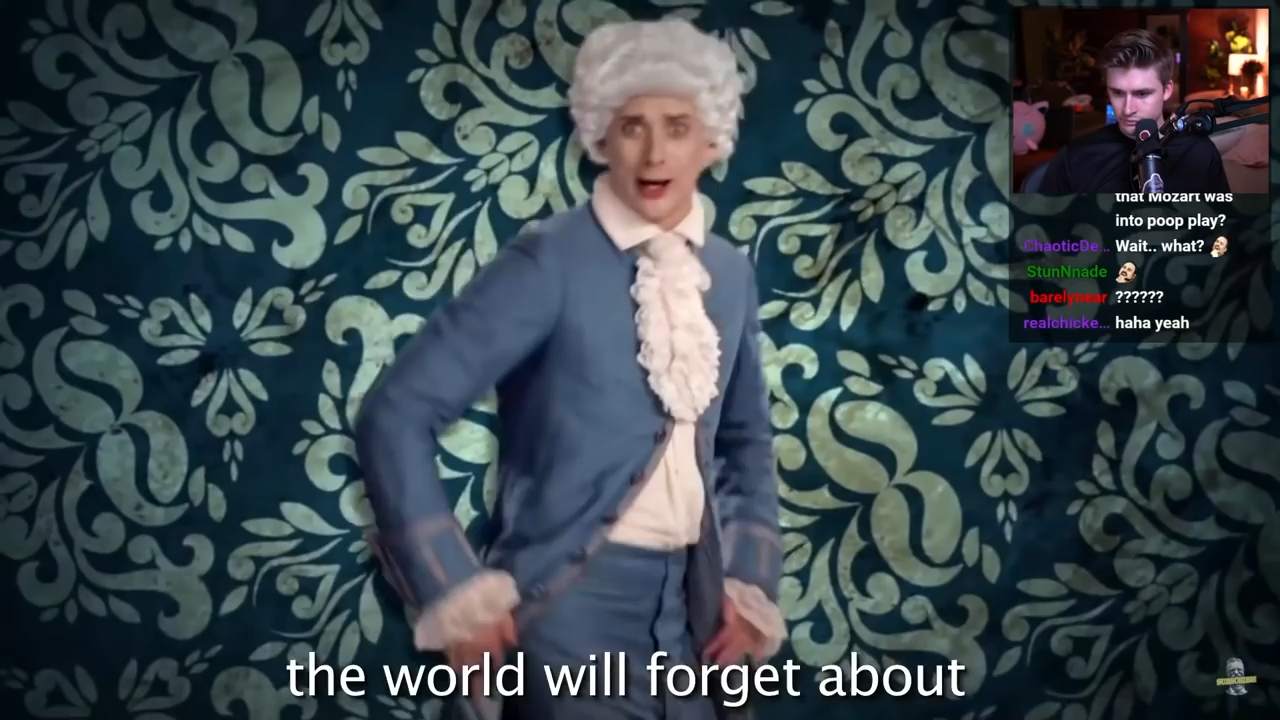 that Mozart was
into poop play?
ChaoticDe... Wait.. what?
StunNnade
barelynear ??????
realchicke... haha yeah
the world will forget about